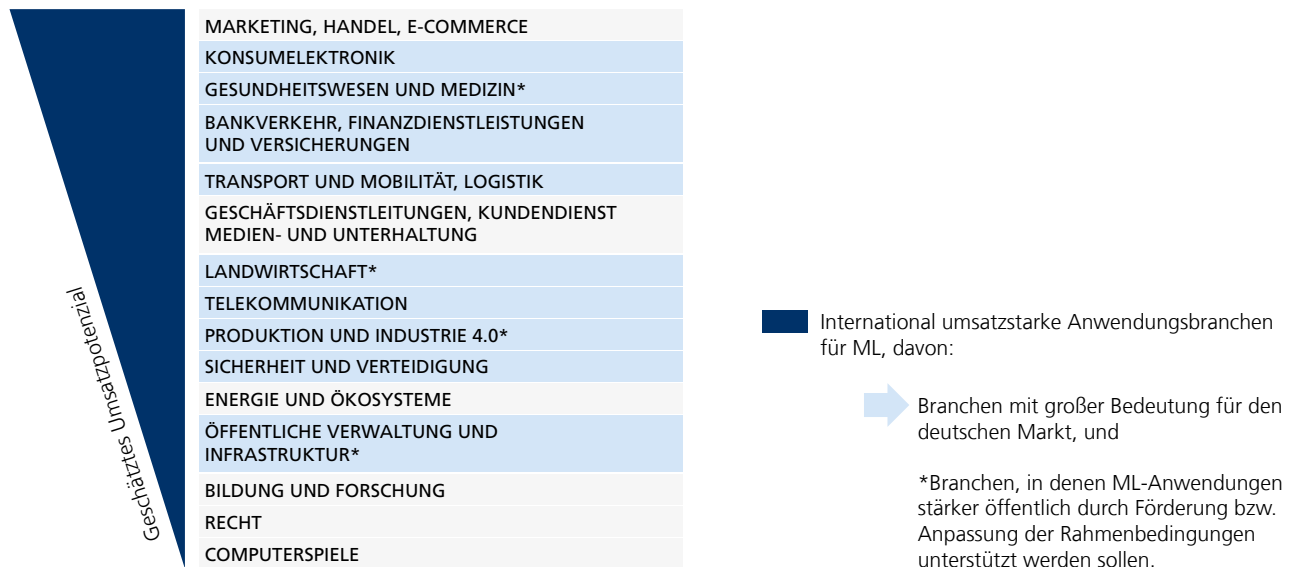 MARKETING, HANDEL, E-COMMERCE
KONSUMELEKTRONIK
GESUNDHEITSWESEN UND MEDIZIN*
BANKVERKEHR, FINANZDIENSTLEISTUNGEN
UND VERSICHERUNGEN
TRANSPORT UND MOBILITÄT, LOGISTIK
GESCHÄFTSDIENSTLEITUNGEN, KUNDENDIENST
MEDIEN- UND UNTERHALTUNG
LANDWIRTSCHAFT*
TELEKOMMUNIKATION
PRODUKTION UND INDUSTRIE 4.0*
SICHERHEIT UND VERTEIDIGUNG
ENERGIE UND ÖKOSYSTEME
ÖFFENTLICHE VERWALTUNG UND
INFRASTRUKTUR*
BILDUNG UND FORSCHUNG
RECHT
COMPUTERSPIELE
Geschätztes Umsatzpotenzial
International umsatzstarke Anwendungsbranchen
für ML, davon:
Branchen mit großer Bedeutung für den
deutschen Markt, und
*Branchen, in denen ML-Anwendungen
stärker öffentlich durch Förderung bzw.
Anpassung der Rahmenbedingungen
unterstützt werden sollen.